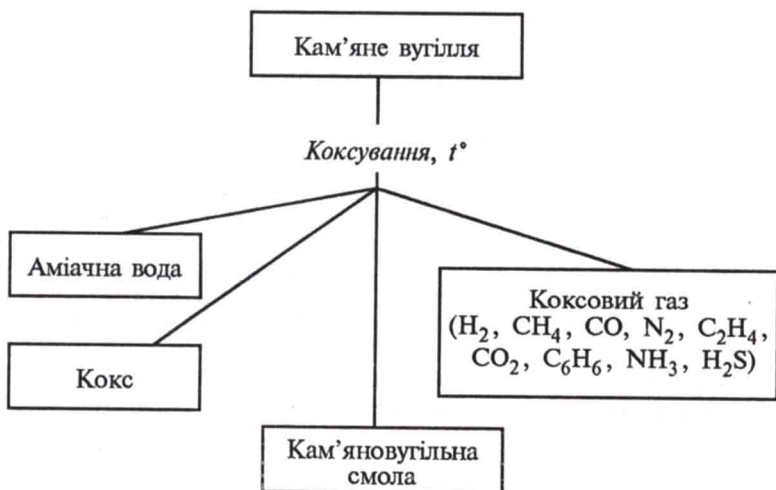 Кам’яне вугілля
Коксування, t°
Аміачна вода
Кокс
Кам’яновугільна
смола
Коксовий газ
(H₂, CH₄, CO, N₂, C₂H₄,
CO₂, C₆H₆, NH₃, H₂S)